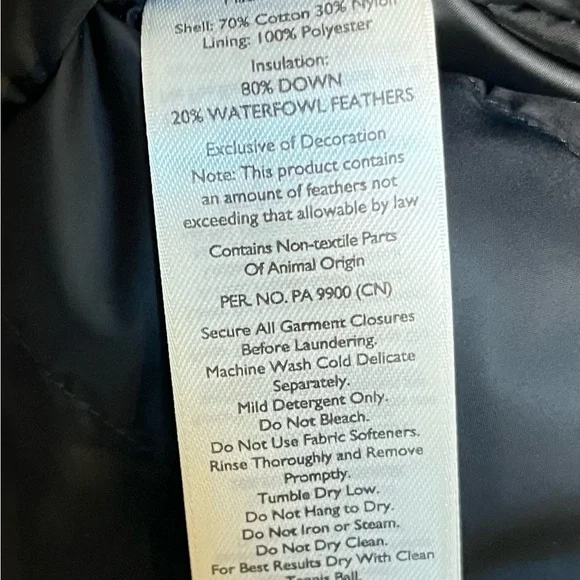 Shell: 70% Cotton 30% Nylon
Lining: 100% Polyester
Insulation:
80% DOWN
20% WATERFOWL FEATHERS
Exclusive of Decoration
Note: This product contains
an amount of feathers not
exceeding that allowable by law
Contains Non-textile Parts
Of Animal Origin
PER. NO. PA 9900 (CN)
Secure All Garment Closures
Before Laundering.
Machine Wash Cold Delicate
Separately.
Mild Detergent Only.
Do Not Bleach.
Do Not Use Fabric Softeners.
Rinse Thoroughly and Remove
Promptly.
Tumble Dry Low.
Do Not Hang to Dry.
Do Not Iron or Steam.
Do Not Dry Clean.
For Best Results Dry With Clean
Tennis Ball.